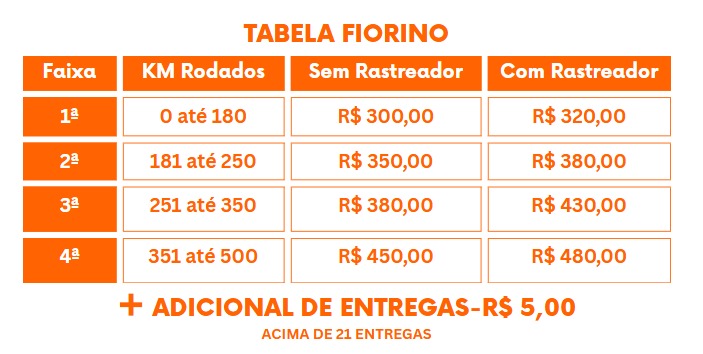 TABELA FIORINO
Faixa KM Rodados Sem Rastreador Com Rastreador
1ª 0 até 180 R$ 300,00 R$ 320,00
2ª 181 até 250 R$ 350,00 R$ 380,00
3ª 251 até 350 R$ 380,00 R$ 430,00
4ª 351 até 500 R$ 450,00 R$ 480,00
+ ADICIONAL DE ENTREGAS-R$ 5,00
ACIMA DE 21 ENTREGAS